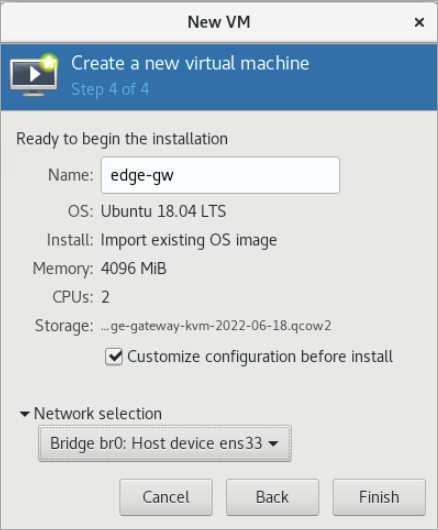 New VM
×
Create a new virtual machine
Step 4 of 4
Ready to begin the installation
Name: edge-gw
OS: Ubuntu 18.04 LTS
Install: Import existing OS image
Memory: 4096 MiB
CPUs: 2
Storage: ...ge-gateway-kvm-2022-06-18.qcow2
Customize configuration before install
Network selection
Bridge br0: Host device ens33
Cancel Back Finish